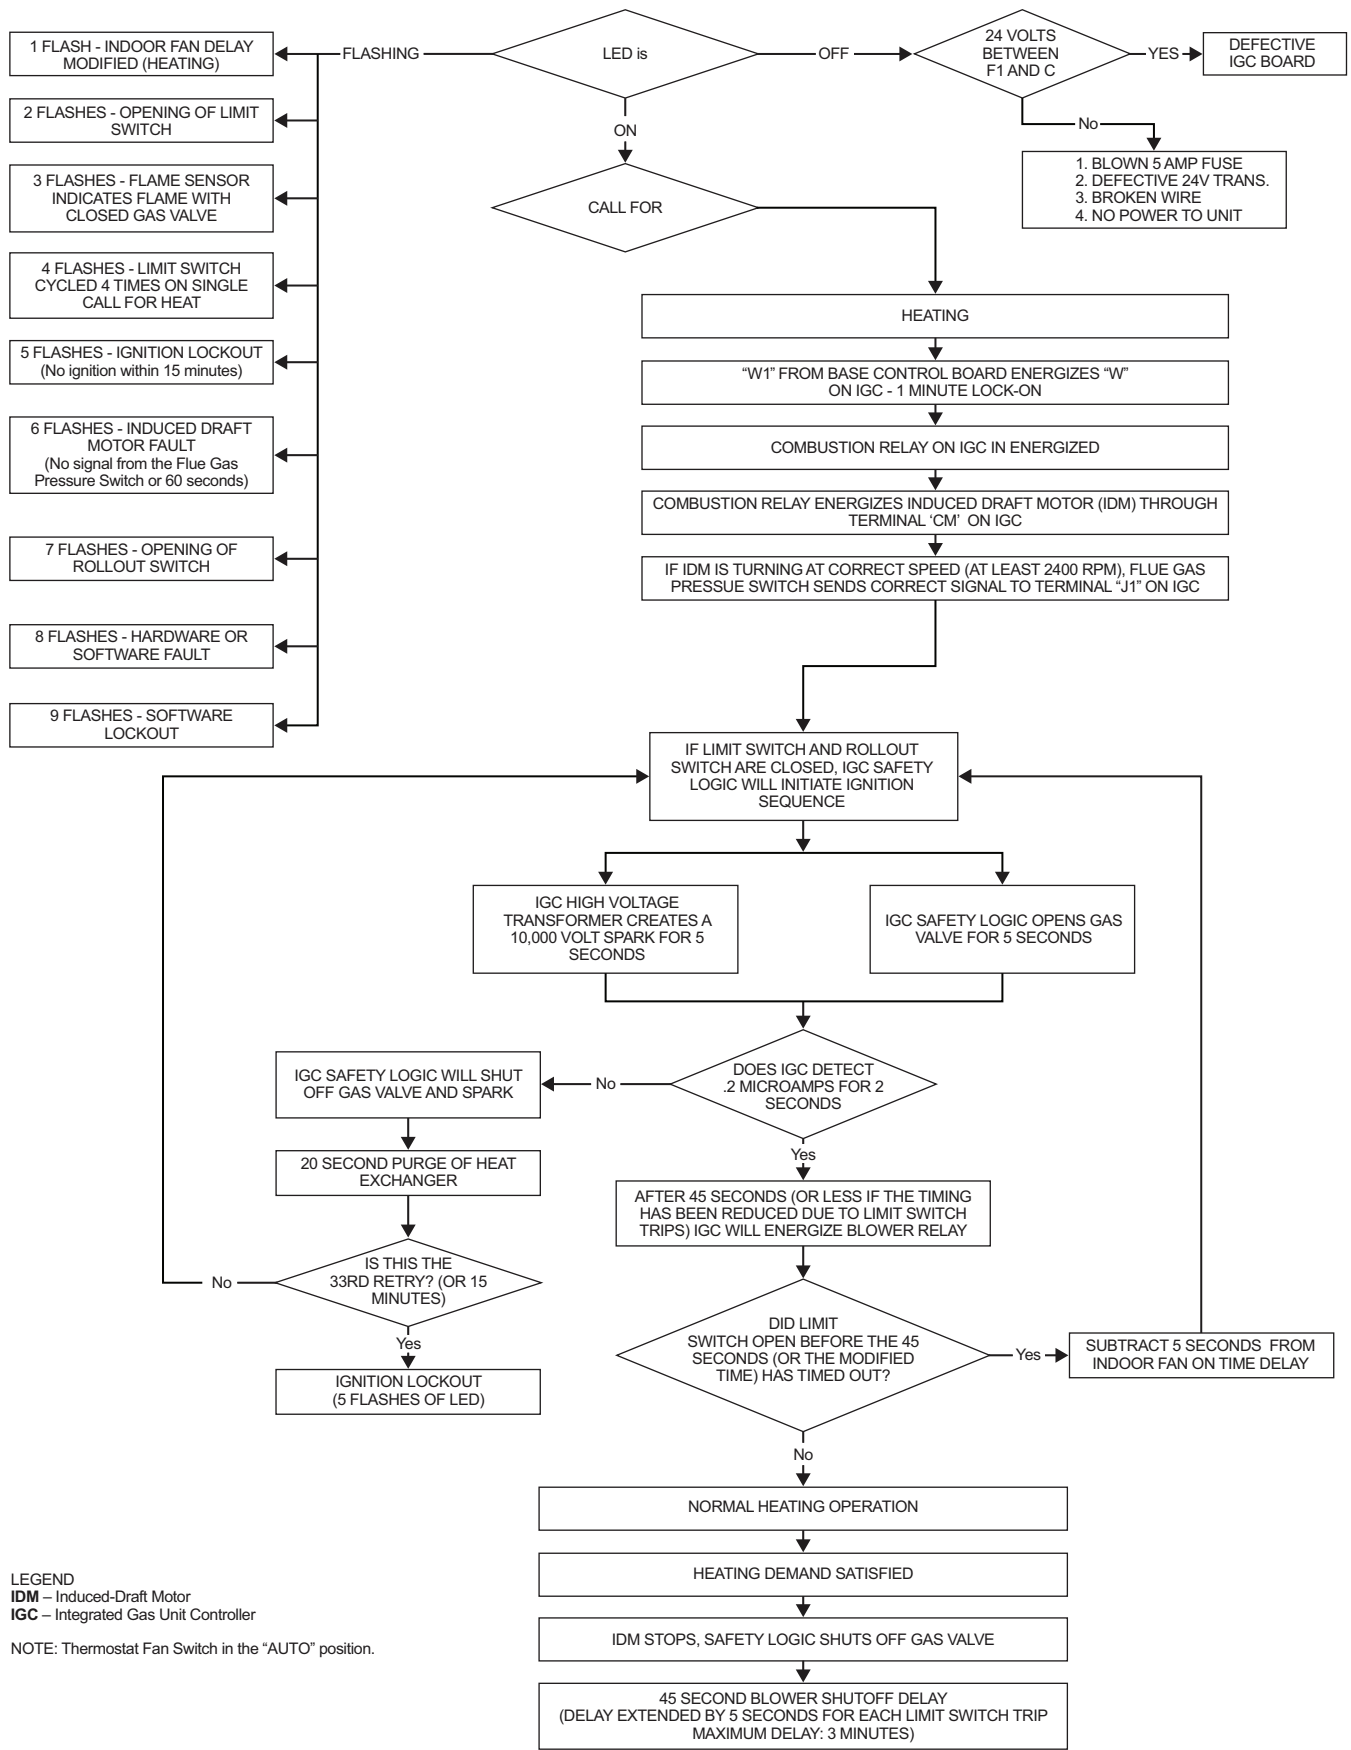 1 FLASH - INDOOR FAN DELAY
MODIFIED (HEATING)
2 FLASHES - OPENING OF LIMIT
SWITCH
3 FLASHES - FLAME SENSOR
INDICATES FLAME WITH
CLOSED GAS VALVE
4 FLASHES - LIMIT SWITCH
CYCLED 4 TIMES ON SINGLE
CALL FOR HEAT
5 FLASHES - IGNITION LOCKOUT
(No ignition within 15 minutes)
6 FLASHES - INDUCED DRAFT
MOTOR FAULT
(No signal from the Flue Gas
Pressure Switch or 60 seconds)
7 FLASHES - OPENING OF
ROLLOUT SWITCH
8 FLASHES - HARDWARE OR
SOFTWARE FAULT
9 FLASHES - SOFTWARE
LOCKOUT
FLASHING
LED is
OFF
24 VOLTS
BETWEEN
F1 AND C
YES
DEFECTIVE
IGC BOARD
No
1. BLOWN 5 AMP FUSE
2. DEFECTIVE 24V TRANS.
3. BROKEN WIRE
4. NO POWER TO UNIT
ON
CALL FOR
HEATING
“W1” FROM BASE CONTROL BOARD ENERGIZES “W”
ON IGC - 1 MINUTE LOCK-ON
COMBUSTION RELAY ON IGC IN ENERGIZED
COMBUSTION RELAY ENERGIZES INDUCED DRAFT MOTOR (IDM) THROUGH
TERMINAL ‘CM’ ON IGC
IF IDM IS TURNING AT CORRECT SPEED (AT LEAST 2400 RPM), FLUE GAS
PRESSUE SWITCH SENDS CORRECT SIGNAL TO TERMINAL “J1” ON IGC
IF LIMIT SWITCH AND ROLLOUT
SWITCH ARE CLOSED, IGC SAFETY
LOGIC WILL INITIATE IGNITION
SEQUENCE
IGC HIGH VOLTAGE
TRANSFORMER CREATES A
10,000 VOLT SPARK FOR 5
SECONDS
IGC SAFETY LOGIC OPENS GAS
VALVE FOR 5 SECONDS
DOES IGC DETECT
.2 MICROAMPS FOR 2
SECONDS
No
IGC SAFETY LOGIC WILL SHUT
OFF GAS VALVE AND SPARK
20 SECOND PURGE OF HEAT
EXCHANGER
IS THIS THE
33RD RETRY? (OR 15
MINUTES)
No
Yes
IGNITION LOCKOUT
(5 FLASHES OF LED)
Yes
AFTER 45 SECONDS (OR LESS IF THE TIMING
HAS BEEN REDUCED DUE TO LIMIT SWITCH
TRIPS) IGC WILL ENERGIZE BLOWER RELAY
DID LIMIT
SWITCH OPEN BEFORE THE 45
SECONDS (OR THE MODIFIED
TIME) HAS TIMED OUT?
Yes
SUBTRACT 5 SECONDS FROM
INDOOR FAN ON TIME DELAY
No
NORMAL HEATING OPERATION
HEATING DEMAND SATISFIED
IDM STOPS, SAFETY LOGIC SHUTS OFF GAS VALVE
45 SECOND BLOWER SHUTOFF DELAY
(DELAY EXTENDED BY 5 SECONDS FOR EACH LIMIT SWITCH TRIP
MAXIMUM DELAY: 3 MINUTES)
LEGEND
IDM – Induced-Draft Motor
IGC – Integrated Gas Unit Controller
NOTE: Thermostat Fan Switch in the “AUTO” position.